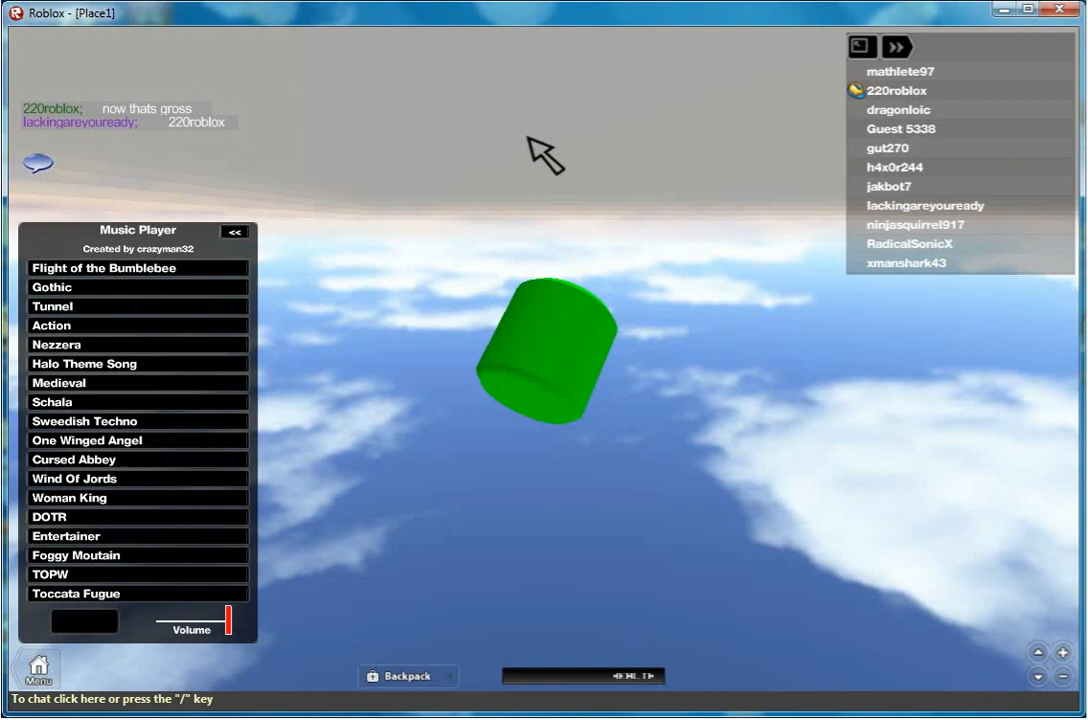 Roblox - [Place1]
220roblox; now thats gross
lackingareyouready; 220roblox
mathlete97
220roblox
dragonloic
Guest 5338
gut270
h4x0r244
jakbot7
lackingareyouready
ninjasquirrel917
RadicalSonicX
xmanshark43
Music Player
<<
Created by crazyman32
Flight of the Bumblebee
Gothic
Tunnel
Action
Nezzera
Halo Theme Song
Medieval
Schala
Sweedish Techno
One Winged Angel
Cursed Abbey
Wind Of Jords
Woman King
DOTR
Entertainer
Foggy Moutain
TOPW
Toccata Fugue
Volume
Menu
Backpack
To chat click here or press the "/" key